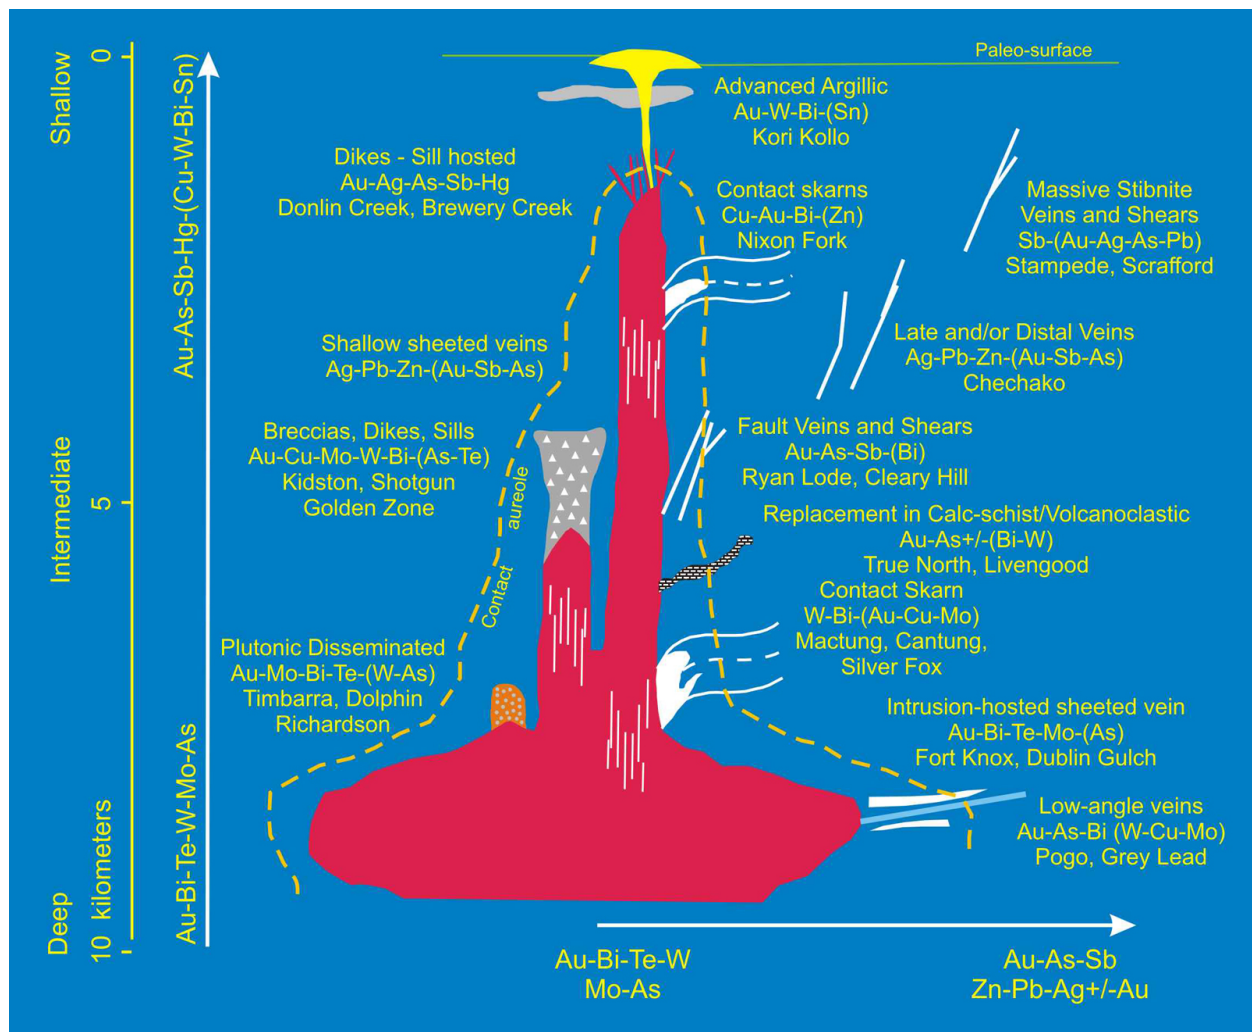 Shallow
Intermediate
Deep
0
5
10 kilometers
Au-As-Sb-Hg-(Cu-W-Bi-Sn)
Au-Bi-Te-W-Mo-As
Paleo-surface
Advanced Argillic
Au-W-Bi-(Sn)
Kori Kollo
Dikes - Sill hosted
Au-Ag-As-Sb-Hg
Donlin Creek, Brewery Creek
Contact skarns
Cu-Au-Bi-(Zn)
Nixon Fork
Massive Stibnite
Veins and Shears
Sb-(Au-Ag-As-Pb)
Stampede, Scrafford
Shallow sheeted veins
Ag-Pb-Zn-(Au-Sb-As)
Late and/or Distal Veins
Ag-Pb-Zn-(Au-Sb-As)
Chechako
Breccias, Dikes, Sills
Au-Cu-Mo-W-Bi-(As-Te)
Kidston, Shotgun
Golden Zone
Fault Veins and Shears
Au-As-Sb-(Bi)
Ryan Lode, Cleary Hill
Contact aureole
Replacement in Calc-schist/Volcanoclastic
Au-As+/-(Bi-W)
True North, Livengood
Contact Skarn
W-Bi-(Au-Cu-Mo)
Mactung, Cantung,
Silver Fox
Plutonic Disseminated
Au-Mo-Bi-Te-(W-As)
Timbarra, Dolphin
Richardson
Intrusion-hosted sheeted vein
Au-Bi-Te-Mo-(As)
Fort Knox, Dublin Gulch
Low-angle veins
Au-As-Bi (W-Cu-Mo)
Pogo, Grey Lead
Au-Bi-Te-W
Mo-As
Au-As-Sb
Zn-Pb-Ag+/-Au